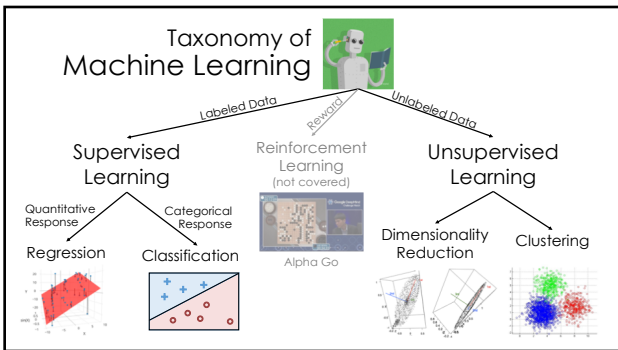 Taxonomy of
Machine Learning
Labeled Data
Reward
Unlabeled Data
Supervised
Learning
Reinforcement
Learning
(not covered)
Unsupervised
Learning
Quantitative
Response
Categorical
Response
Regression
Classification
Alpha Go
Dimensionality
Reduction
Clustering